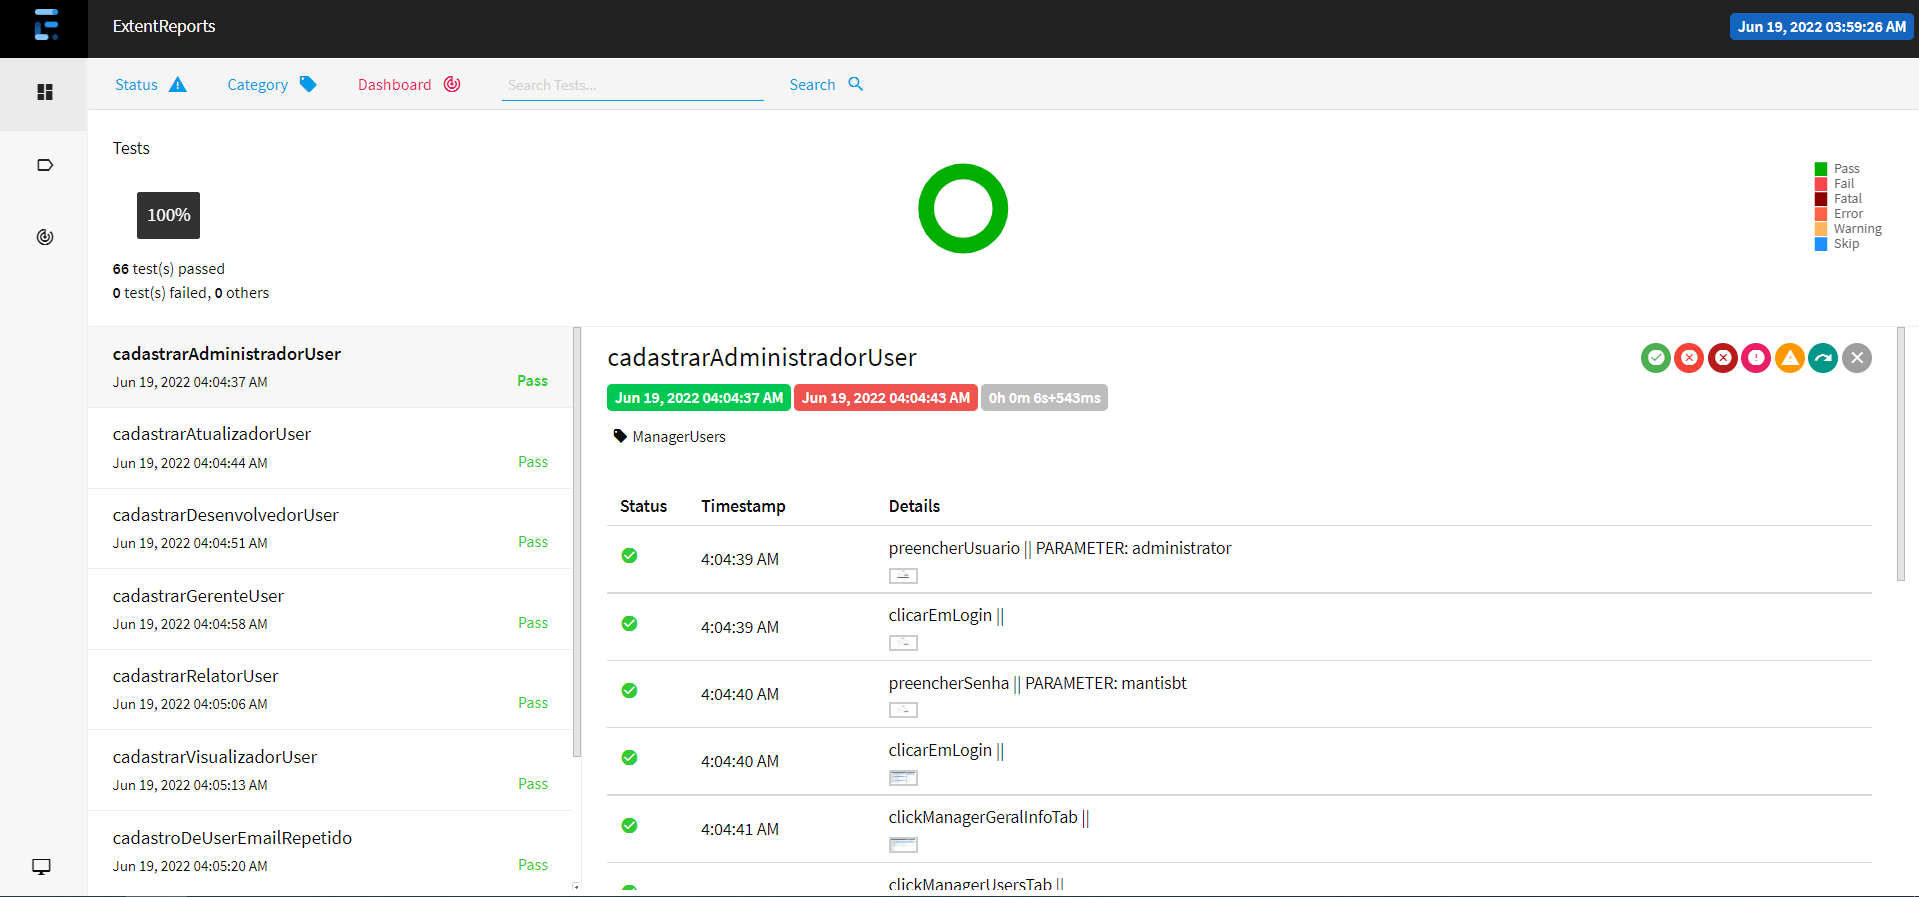 ExtentReports
Jun 19, 2022 03:59:26 AM
Status
Category
Dashboard
Search Tests...
Search
Tests
100%
66 test(s) passed
0 test(s) failed, 0 others
Pass
Fail
Fatal
Error
Warning
Skip
cadastrarAdministradorUser
Jun 19, 2022 04:04:37 AM Pass
cadastrarAtualizadorUser
Jun 19, 2022 04:04:44 AM Pass
cadastrarDesenvolvedorUser
Jun 19, 2022 04:04:51 AM Pass
cadastrarGerenteUser
Jun 19, 2022 04:04:58 AM Pass
cadastrarRelatorUser
Jun 19, 2022 04:05:06 AM Pass
cadastrarVisualizadorUser
Jun 19, 2022 04:05:13 AM Pass
cadastroDeUserEmailRepetido
Jun 19, 2022 04:05:20 AM Pass
cadastrarAdministradorUser
Jun 19, 2022 04:04:37 AM Jun 19, 2022 04:04:43 AM 0h 0m 6s+543ms
ManagerUsers
Status Timestamp Details
4:04:39 AM preencherUsuario || PARAMETER: administrator
4:04:39 AM clicarEmLogin ||
4:04:40 AM preencherSenha || PARAMETER: mantisbt
4:04:40 AM clicarEmLogin ||
4:04:41 AM clickManagerGeralInfoTab ||
clickManagerUsersTab ||